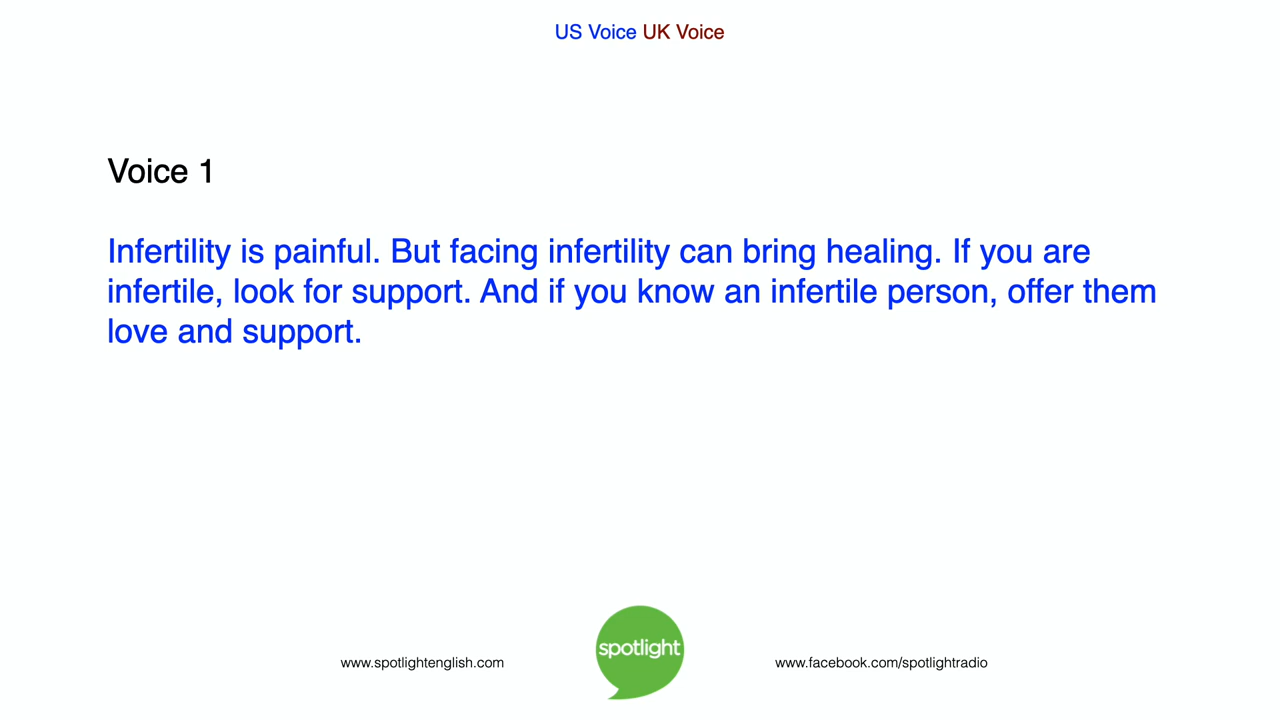 US Voice UK Voice
Voice 1
Infertility is painful. But facing infertility can bring healing. If you are
infertile, look for support. And if you know an infertile person, offer them
love and support.
spotlight
www.spotlightenglish.com
www.facebook.com/spotlightradio